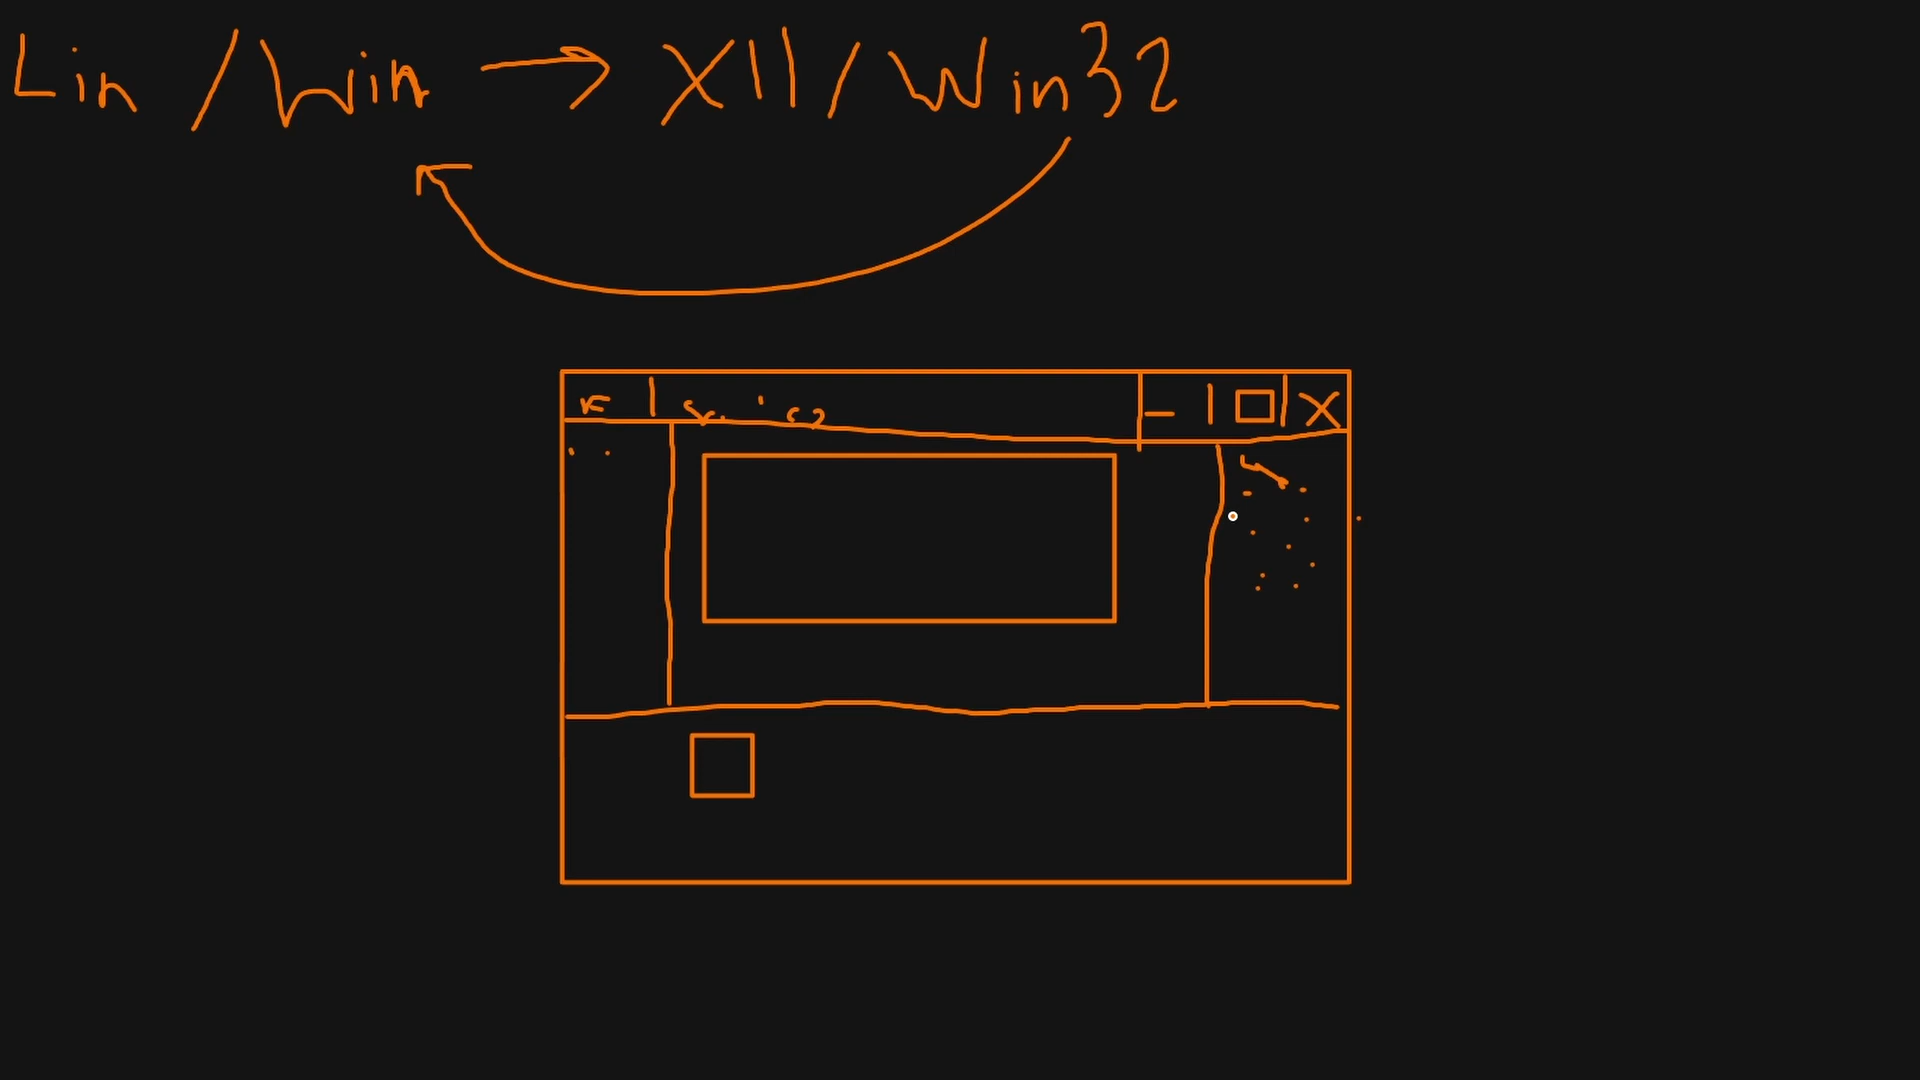 Lin / Win → X11 / Win32
- □ X